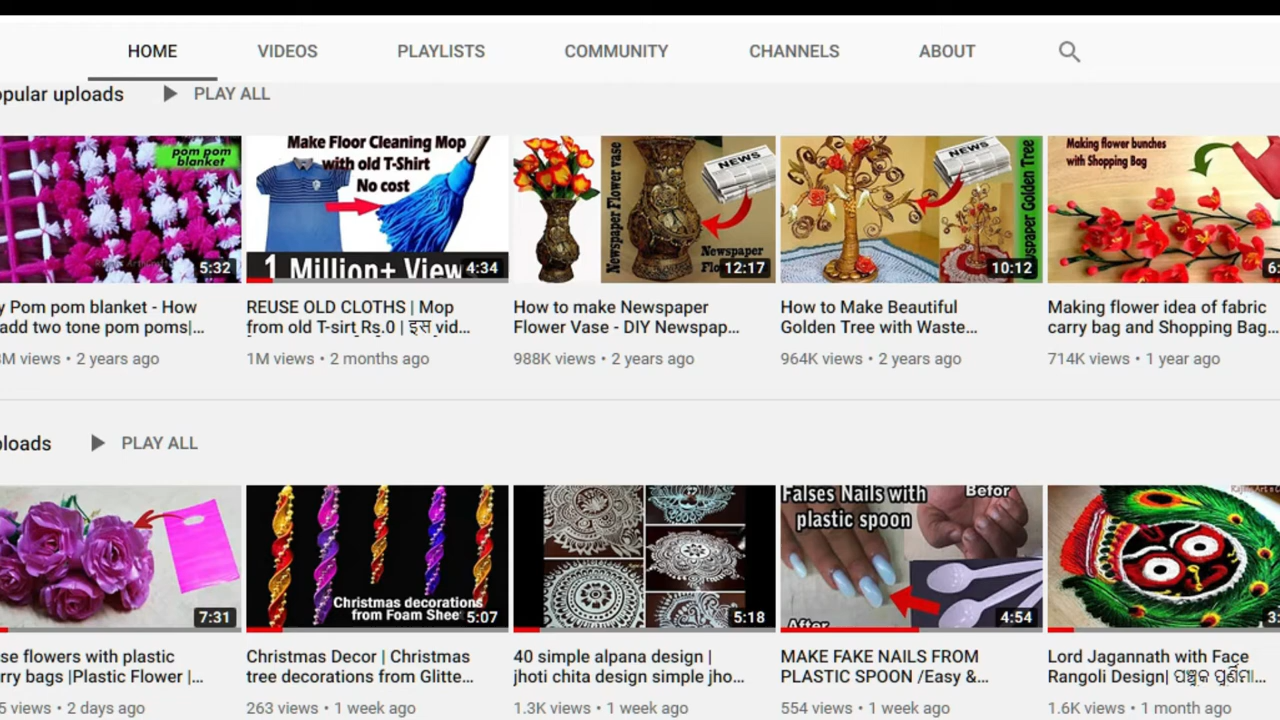 HOME VIDEOS PLAYLISTS COMMUNITY CHANNELS ABOUT
opular uploads PLAY ALL
pom pom
blanket
5:32
Make Floor Cleaning Mop
with old T-Shirt
No cost
1 Million+ View
4:34
Newspaper Flower vase
NEWS
Newspaper
Flo
12:17
NEWS
uspaper Golden Tree
10:12
Making flower bunches
with Shopping Bag
6:
y Pom pom blanket - How
add two tone pom poms|...
3M views • 2 years ago
REUSE OLD CLOTHS | Mop
from old T-sirt Rs.0 | इस vid...
1M views • 2 months ago
How to make Newspaper
Flower Vase - DIY Newspap...
988K views • 2 years ago
How to Make Beautiful
Golden Tree with Waste...
964K views • 2 years ago
Making flower idea of fabric
carry bag and Shopping Bag...
714K views • 1 year ago
ploads PLAY ALL
7:31
Christmas decorations
from Foam Shee
5:07
5:18
Falses Nails with
plastic spoon
Befor
After
4:54
3:
se flowers with plastic
rry bags |Plastic Flower |...
5 views • 2 days ago
Christmas Decor | Christmas
tree decorations from Glitte...
263 views • 1 week ago
40 simple alpana design |
jhoti chita design simple jho...
1.3K views • 1 week ago
MAKE FAKE NAILS FROM
PLASTIC SPOON /Easy &...
554 views • 1 week ago
Lord Jagannath with Face
Rangoli Design|
1.6K views • 1 month ago